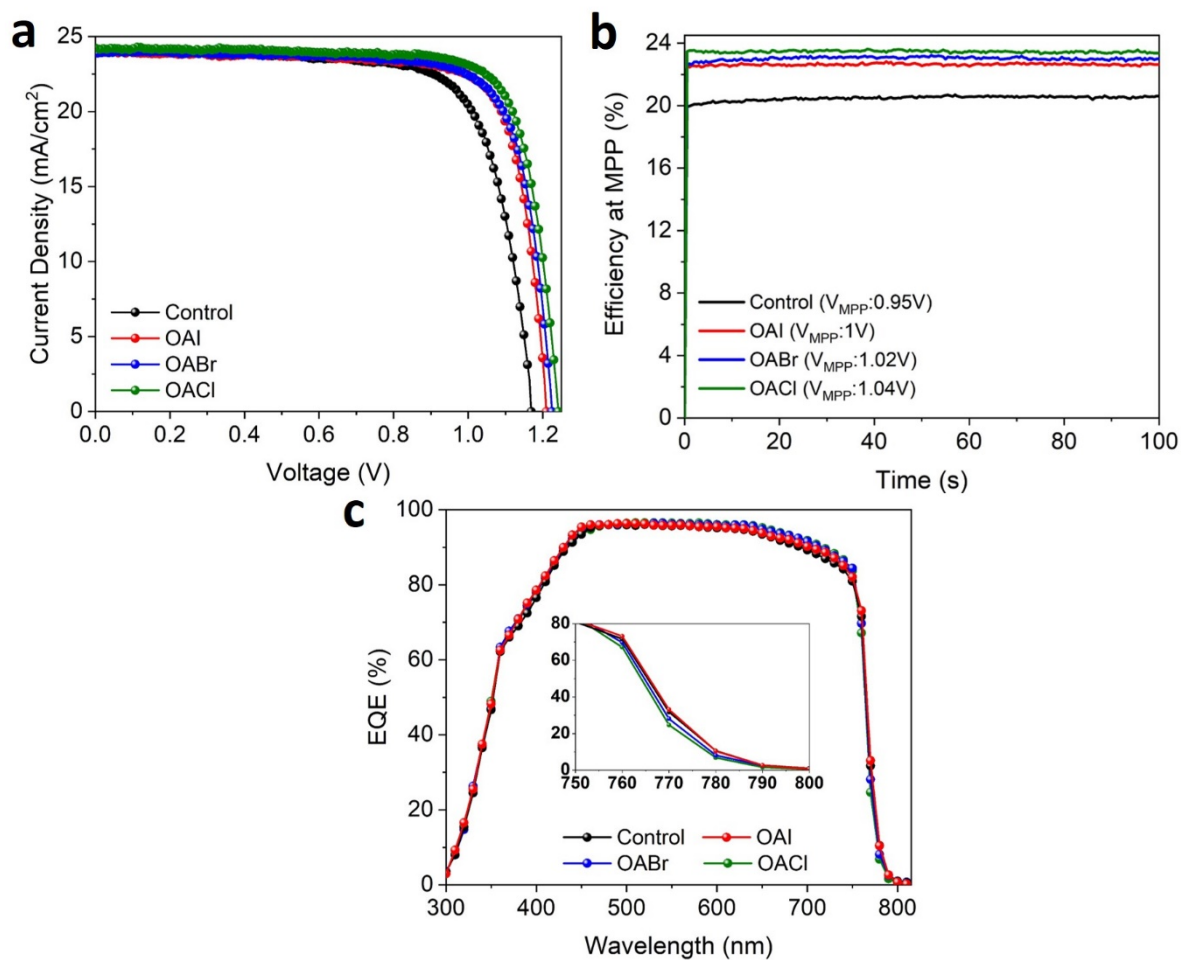 a
25
20
15
10
5
0
Current Density (mA/cm²)
Control
OAI
OABr
OACl
0.0 0.2 0.4 0.6 0.8 1.0 1.2
Voltage (V)
b
24
20
16
12
8
4
0
Efficiency at MPP (%)
Control (VMPP:0.95V)
OAI (VMPP:1V)
OABr (VMPP:1.02V)
OACl (VMPP:1.04V)
0 20 40 60 80 100
Time (s)
c
100
80
60
40
20
0
EQE (%)
80
60
40
20
0
750 760 770 780 790 800
Control OAI
OABr OACl
300 400 500 600 700 800
Wavelength (nm)